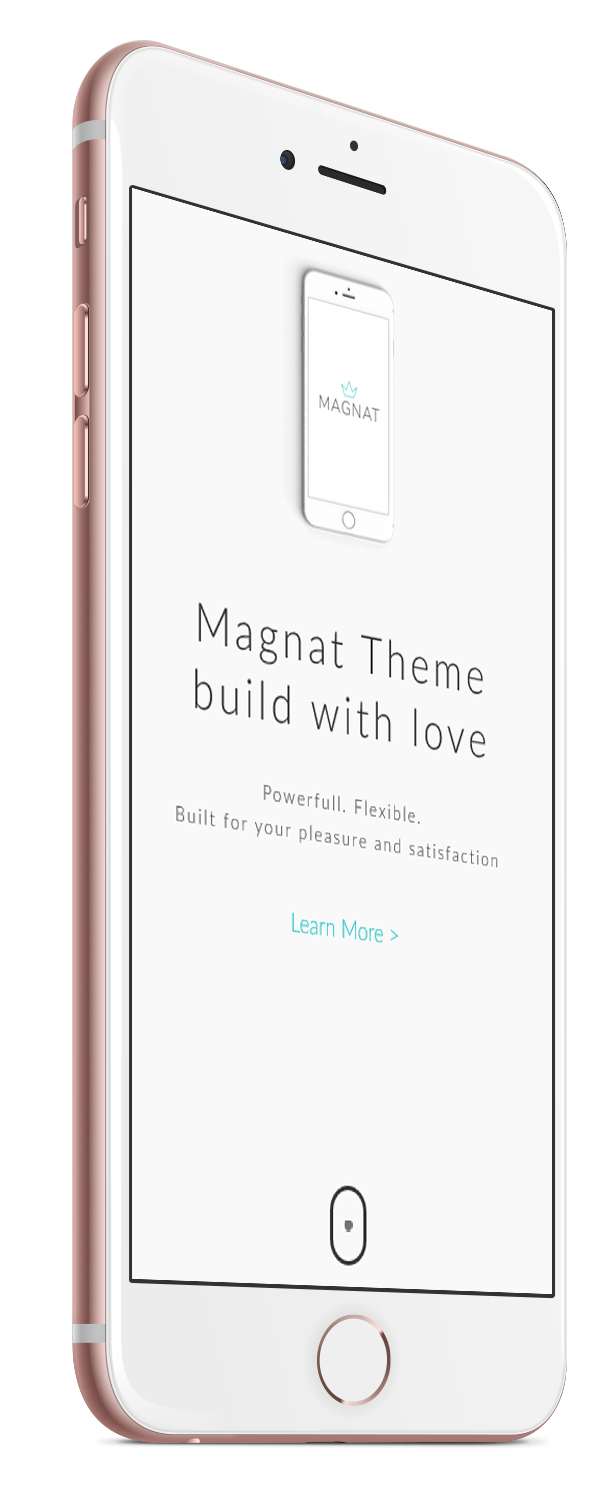 MAGNAT
Magnat Theme
build with love
Powerfull. Flexible.
Built for your pleasure and satisfaction
Learn More >